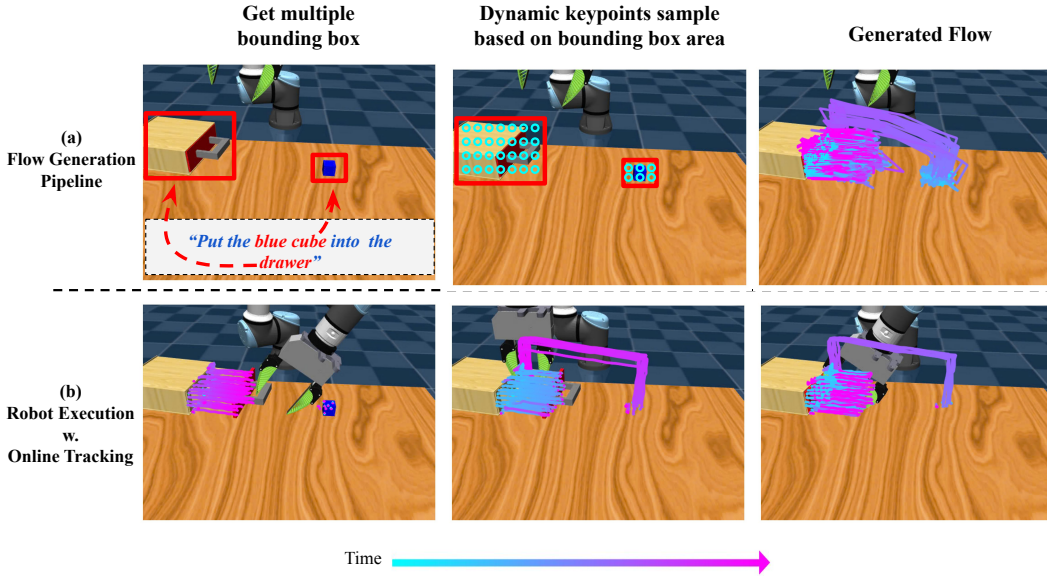 Get multiple
bounding box
Dynamic keypoints sample
based on bounding box area
Generated Flow
(a)
Flow Generation
Pipeline
“Put the blue cube into the
drawer”
(b)
Robot Execution
w.
Online Tracking
Time